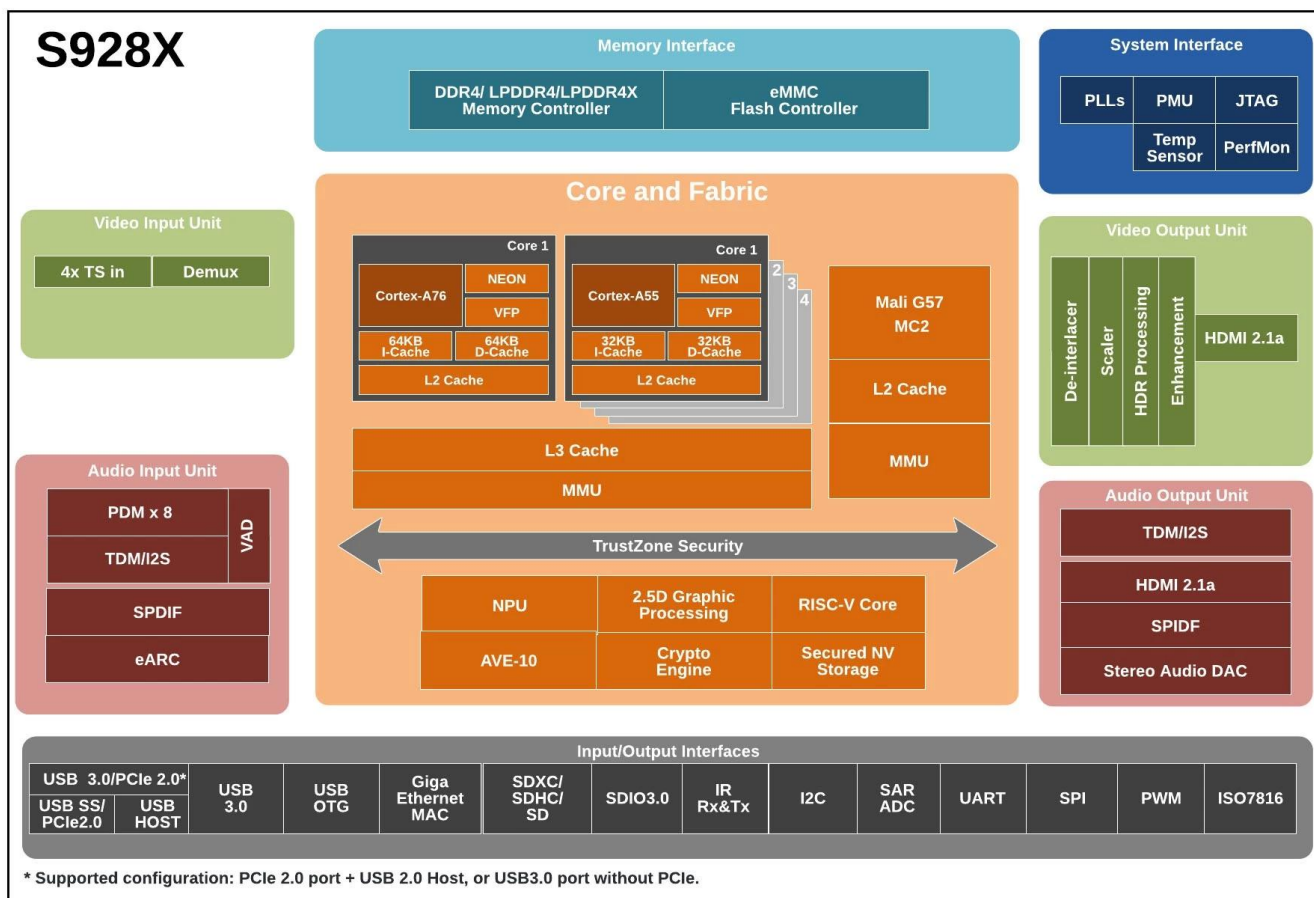 S928X
Memory Interface
DDR4/ LPDDR4/LPDDR4X
Memory Controller
eMMC
Flash Controller
System Interface
PLLs
PMU
JTAG
Temp
Sensor
PerfMon
Video Input Unit
4x TS in
Demux
Core and Fabric
Core 1
Cortex-A76
NEON
VFP
64KB
I-Cache
64KB
D-Cache
L2 Cache
Core 1
2
3
4
Cortex-A55
NEON
VFP
32KB
I-Cache
32KB
D-Cache
L2 Cache
Mali G57
MC2
L2 Cache
MMU
L3 Cache
MMU
TrustZone Security
NPU
2.5D Graphic
Processing
RISC-V Core
AVE-10
Crypto
Engine
Secured NV
Storage
Video Output Unit
De-interlacer
Scaler
HDR Processing
Enhancement
HDMI 2.1a
Audio Input Unit
PDM x 8
TDM/I2S
VAD
SPDIF
eARC
Audio Output Unit
TDM/I2S
HDMI 2.1a
SPIDF
Stereo Audio DAC
Input/Output Interfaces
USB 3.0/PCIe 2.0*
USB SS/
PCIe2.0
USB
HOST
USB
3.0
USB
OTG
Giga
Ethernet
MAC
SDXC/
SDHC/
SD
SDIO3.0
IR
Rx&Tx
I2C
SAR
ADC
UART
SPI
PWM
ISO7816
* Supported configuration: PCIe 2.0 port + USB 2.0 Host, or USB3.0 port without PCIe.